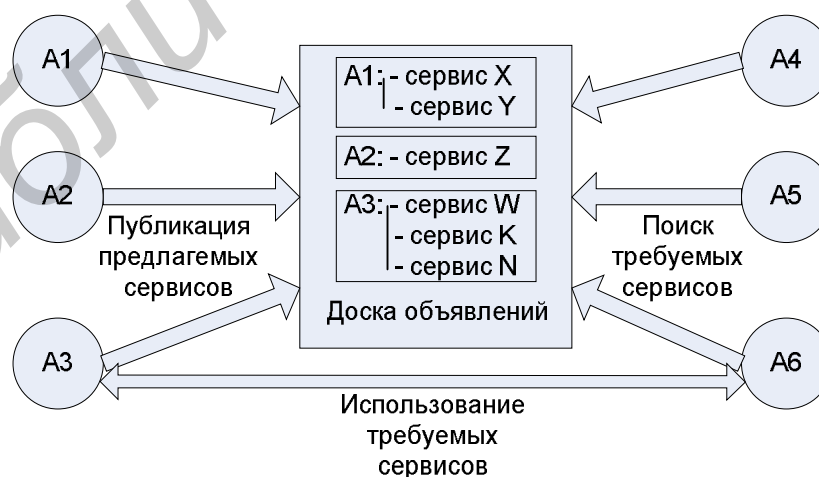 A1
A4
A1: - сервис X
- сервис Y
A2: - сервис Z
A2
A5
A3: - сервис W
- сервис K
- сервис N
Публикация
предлагемых
сервисов
Поиск
требуемых
сервисов
Доска объявлений
A3
A6
Использование
требуемых
сервисов